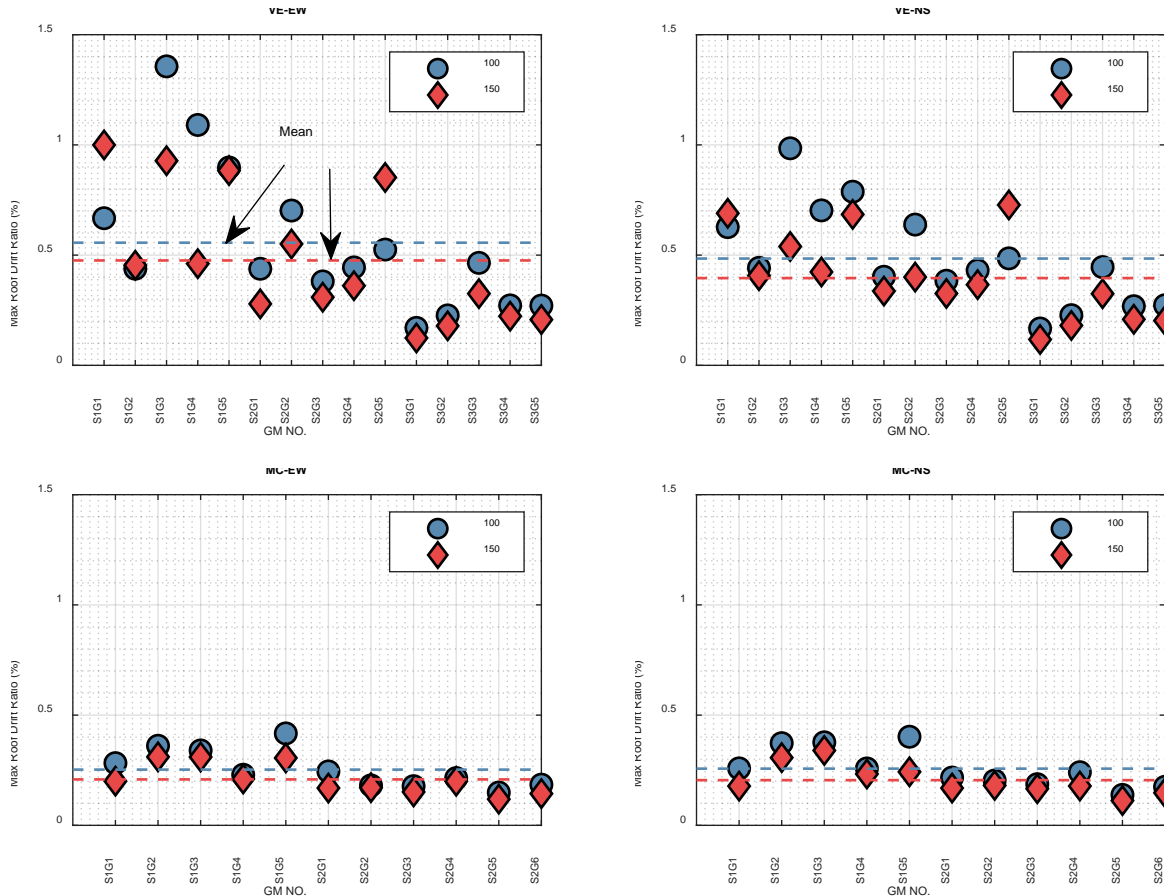 VE-EW
1.5
1
0.5
0
Max Roof Drift Ratio (%)
100
150
Mean
S1G1
S1G2
S1G3
S1G4
S1G5
S2G1
S2G2
S2G3
S2G4
S2G5
S3G1
S3G2
S3G3
S3G4
S3G5
GM NO.
VE-NS
1.5
1
0.5
0
Max Roof Drift Ratio (%)
100
150
S1G1
S1G2
S1G3
S1G4
S1G5
S2G1
S2G2
S2G3
S2G4
S2G5
S3G1
S3G2
S3G3
S3G4
S3G5
GM NO.
MC-EW
1.5
1
0.5
0
Max Roof Drift Ratio (%)
100
150
S1G1
S1G2
S1G3
S1G4
S1G5
S2G1
S2G2
S2G3
S2G4
S2G5
S2G6
GM NO.
MC-NS
1.5
1
0.5
0
Max Roof Drift Ratio (%)
100
150
S1G1
S1G2
S1G3
S1G4
S1G5
S2G1
S2G2
S2G3
S2G4
S2G5
S2G6
GM NO.